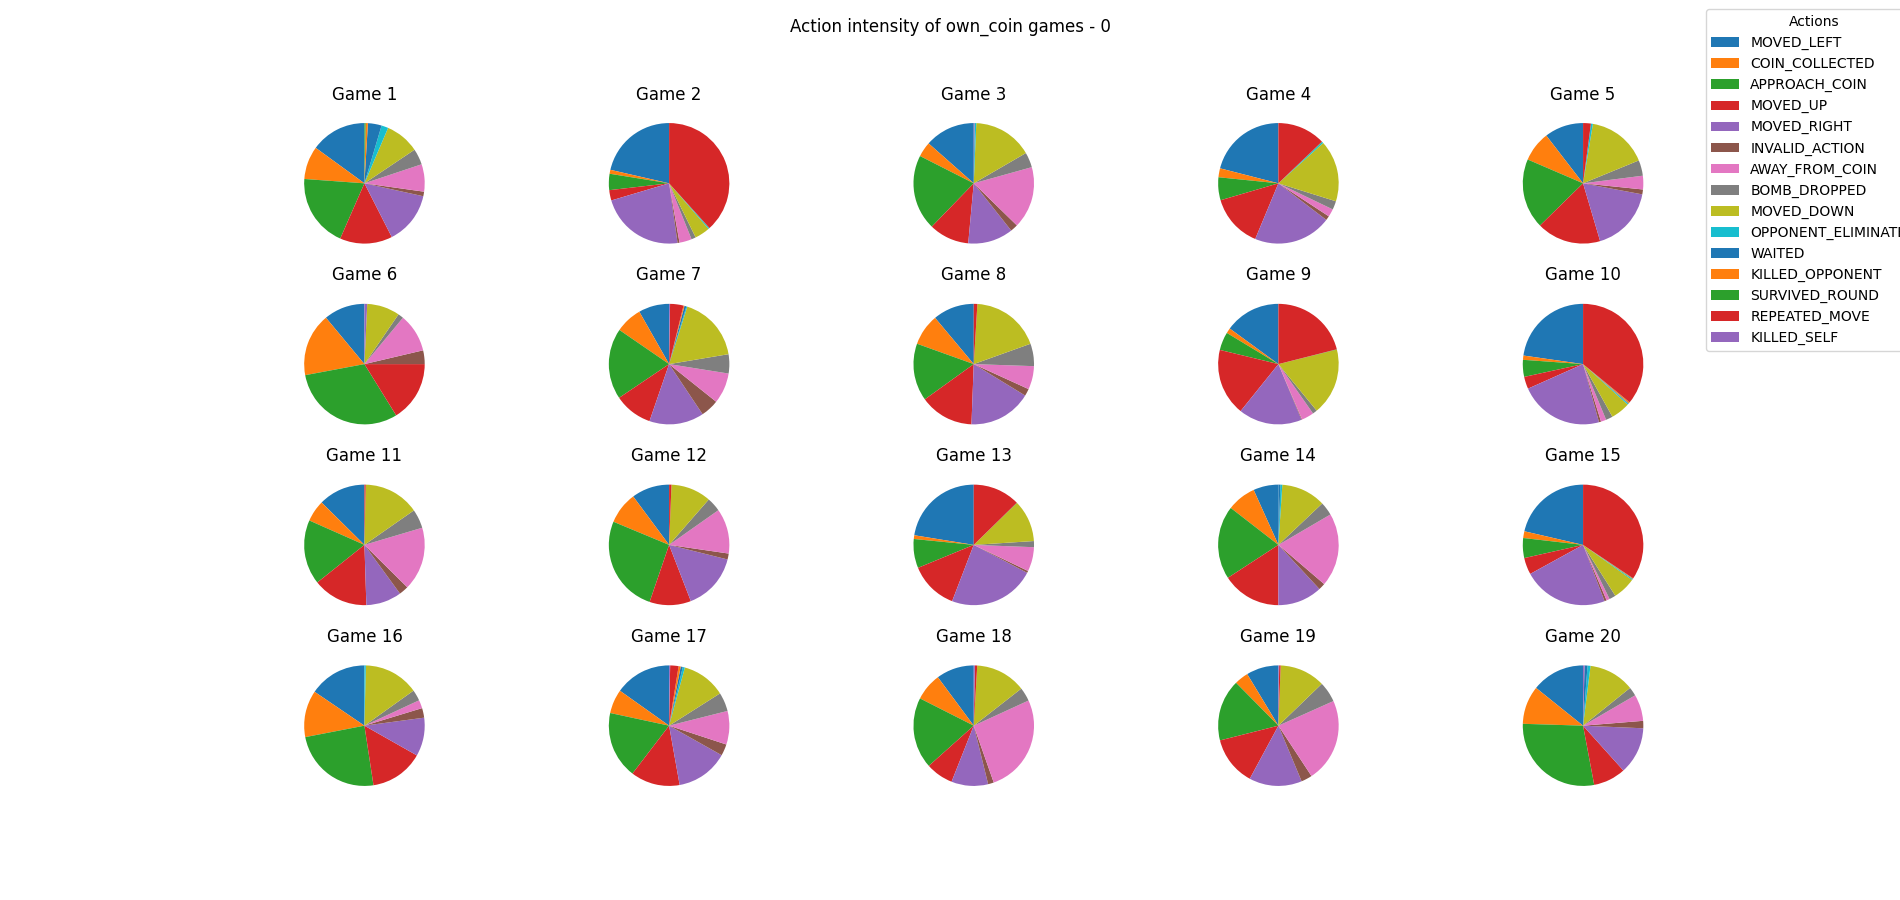 Action intensity of own_coin games - 0
Actions
MOVED_LEFT
COIN_COLLECTED
APPROACH_COIN
MOVED_UP
MOVED_RIGHT
INVALID_ACTION
AWAY_FROM_COIN
BOMB_DROPPED
MOVED_DOWN
OPPONENT_ELIMINAT
WAITED
KILLED_OPPONENT
SURVIVED_ROUND
REPEATED_MOVE
KILLED_SELF
Game 1
Game 2
Game 3
Game 4
Game 5
Game 6
Game 7
Game 8
Game 9
Game 10
Game 11
Game 12
Game 13
Game 14
Game 15
Game 16
Game 17
Game 18
Game 19
Game 20